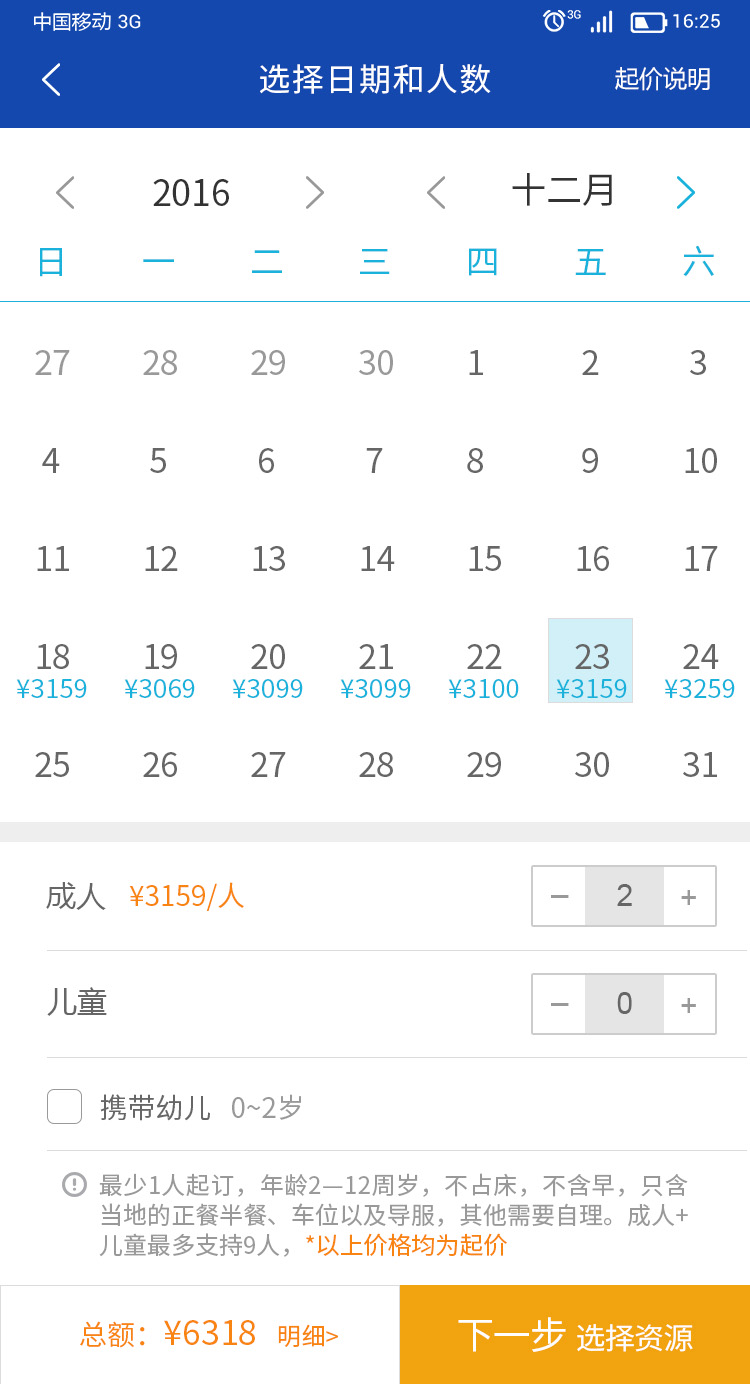 中国移动 3G 3G 16:25
选择日期和人数 起价说明
2016 十二月
日 一 二 三 四 五 六
27 28 29 30 1 2 3
4 5 6 7 8 9 10
11 12 13 14 15 16 17
18 19 20 21 22 23 24
¥3159 ¥3069 ¥3099 ¥3099 ¥3100 ¥3159 ¥3259
25 26 27 28 29 30 31
成人 ¥3159/人 － 2 +
儿童 － 0 +
携带幼儿 0~2岁
最少1人起订，年龄2—12周岁，不占床，不含早，只含
当地的正餐半餐、车位以及导服，其他需要自理。成人+
儿童最多支持9人，*以上价格均为起价
总额：¥6318 明细> 下一步 选择资源